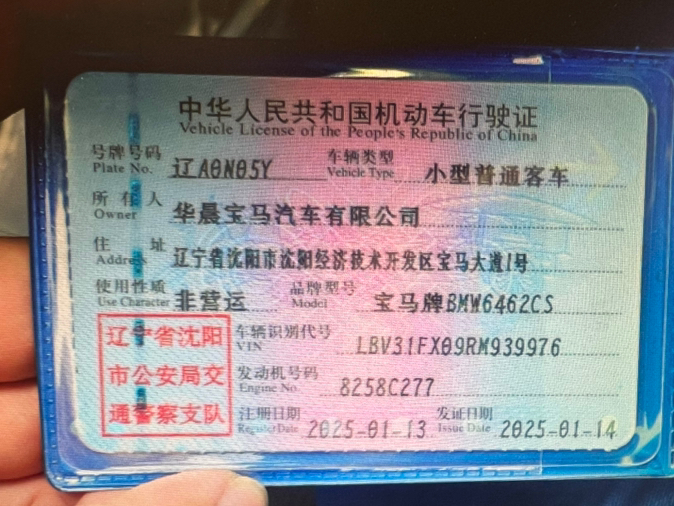 中华人民共和国机动车行驶证
Vehicle License of the People's Republic of China
号牌号码 辽A0N05Y 车辆类型 小型普通客车
Plate No. Vehicle Type
所有人 华晨宝马汽车有限公司
Owner
住址 辽宁省沈阳市沈阳经济技术开发区宝马大道1号
Address
使用性质 非营运 品牌型号 宝马牌BMW6462CS
Use Character Model
辽宁省沈阳 车辆识别代号 LBV31FX09RM939976
VIN
市公安局交 发动机号码 8258C277
Engine No.
通警察支队 注册日期 2025-01-13 发证日期 2025-01-14
Register Date Issue Date